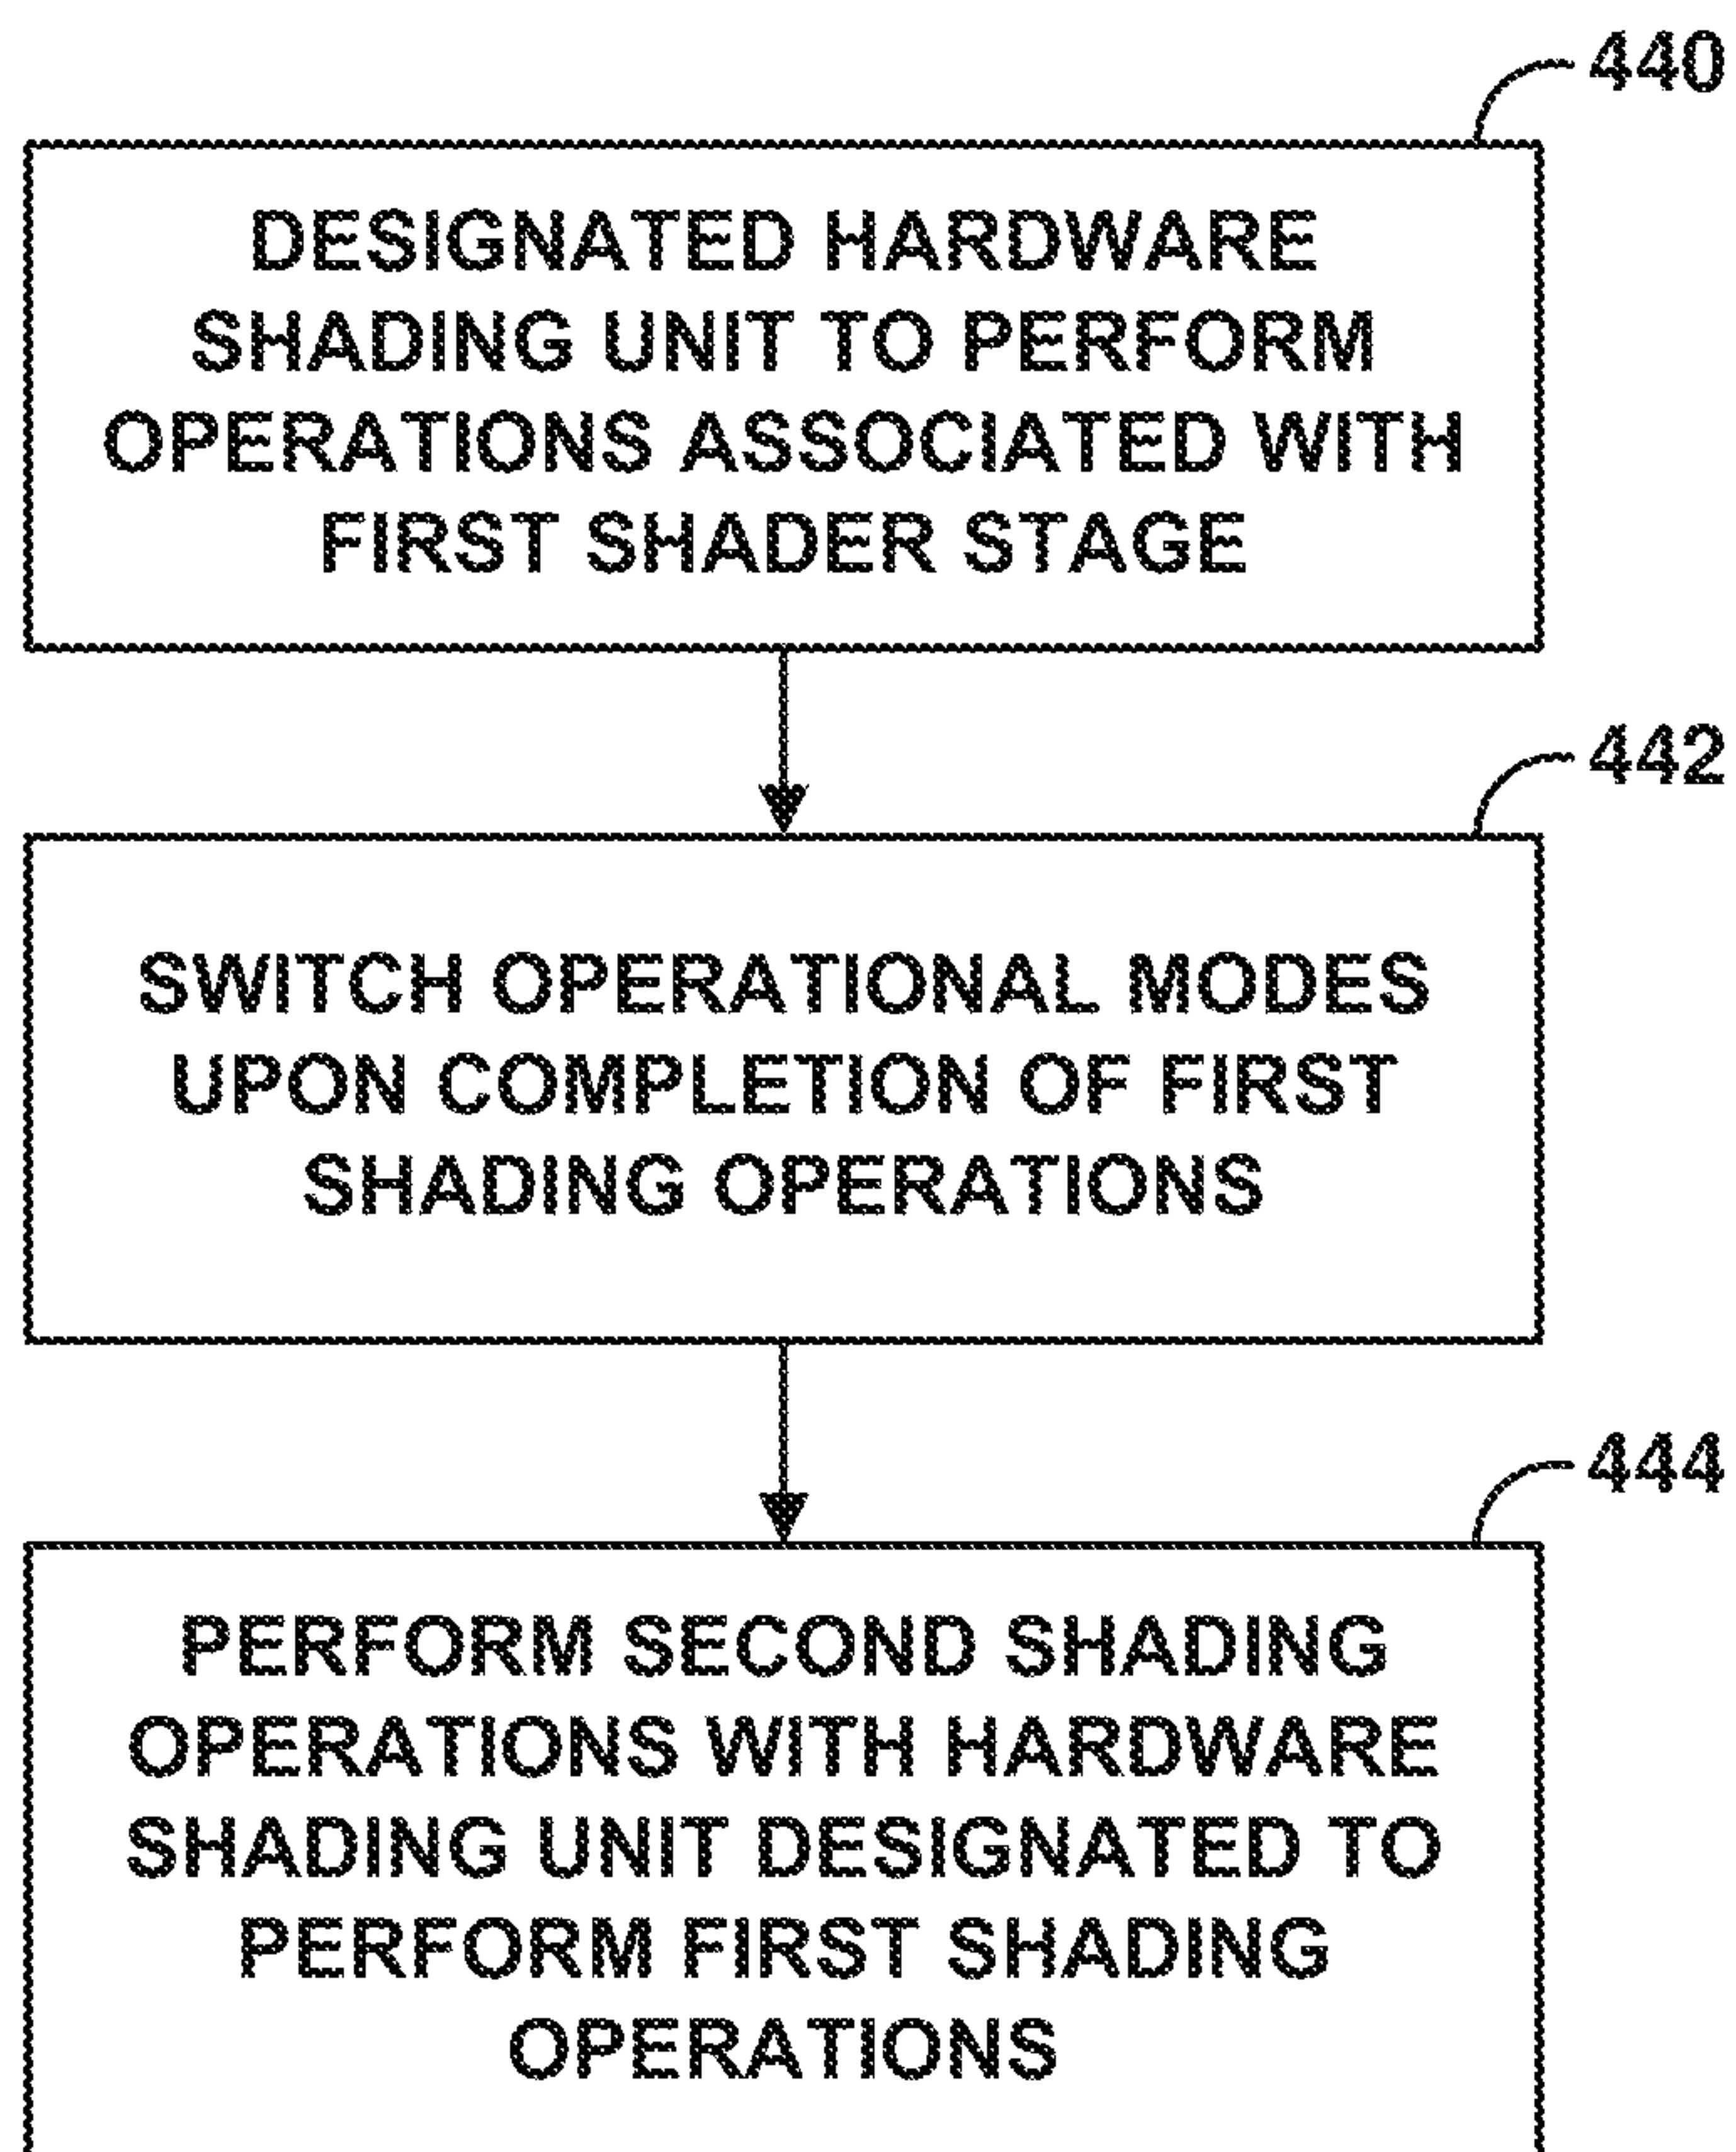 440
DESIGNATED HARDWARE
SHADING UNIT TO PERFORM
OPERATIONS ASSOCIATED WITH
FIRST SHADER STAGE
442
SWITCH OPERATIONAL MODES
UPON COMPLETION OF FIRST
SHADING OPERATIONS
444
PERFORM SECOND SHADING
OPERATIONS WITH HARDWARE
SHADING UNIT DESIGNATED TO
PERFORM FIRST SHADING
OPERATIONS